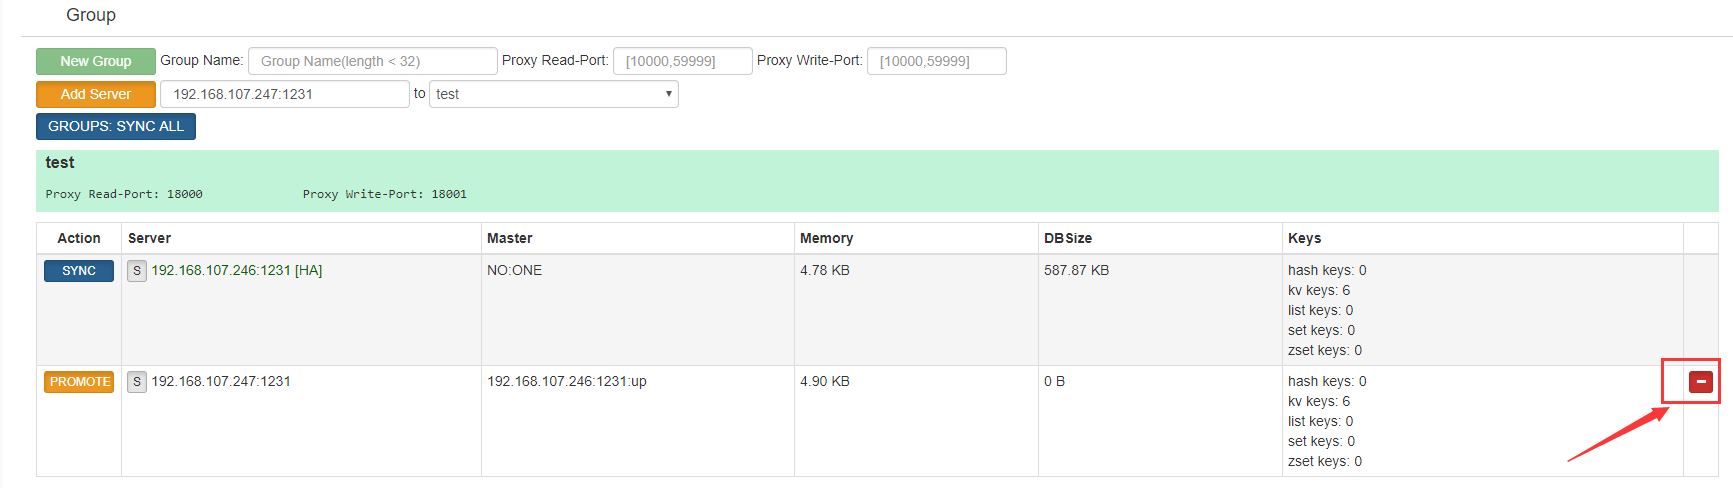 Group
New Group Group Name: Group Name(length < 32) Proxy Read-Port: [10000,59999] Proxy Write-Port: [10000,59999]
Add Server 192.168.107.247:1231 to test
GROUPS: SYNC ALL
test
Proxy Read-Port: 18000 Proxy Write-Port: 18001
Action Server Master Memory DBSize Keys
SYNC S 192.168.107.246:1231 [HA] NO:ONE 4.78 KB 587.87 KB hash keys: 0
kv keys: 6
list keys: 0
set keys: 0
zset keys: 0
PROMOTE S 192.168.107.247:1231 192.168.107.246:1231:up 4.90 KB 0 B hash keys: 0
kv keys: 6
list keys: 0
set keys: 0
zset keys: 0